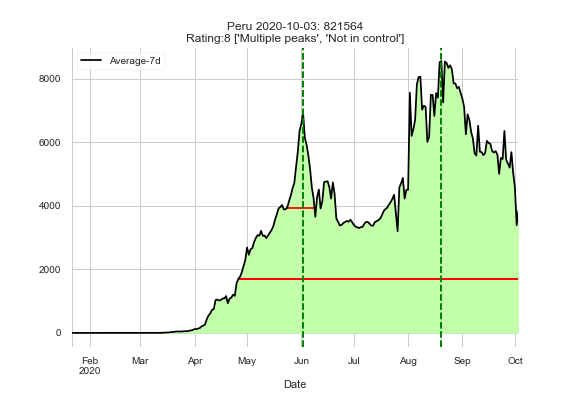 Peru 2020-10-03: 821564
Rating:8 ['Multiple peaks', 'Not in control']
Average-7d
8000
6000
4000
2000
0
Feb Mar Apr May Jun Jul Aug Sep Oct
2020
Date